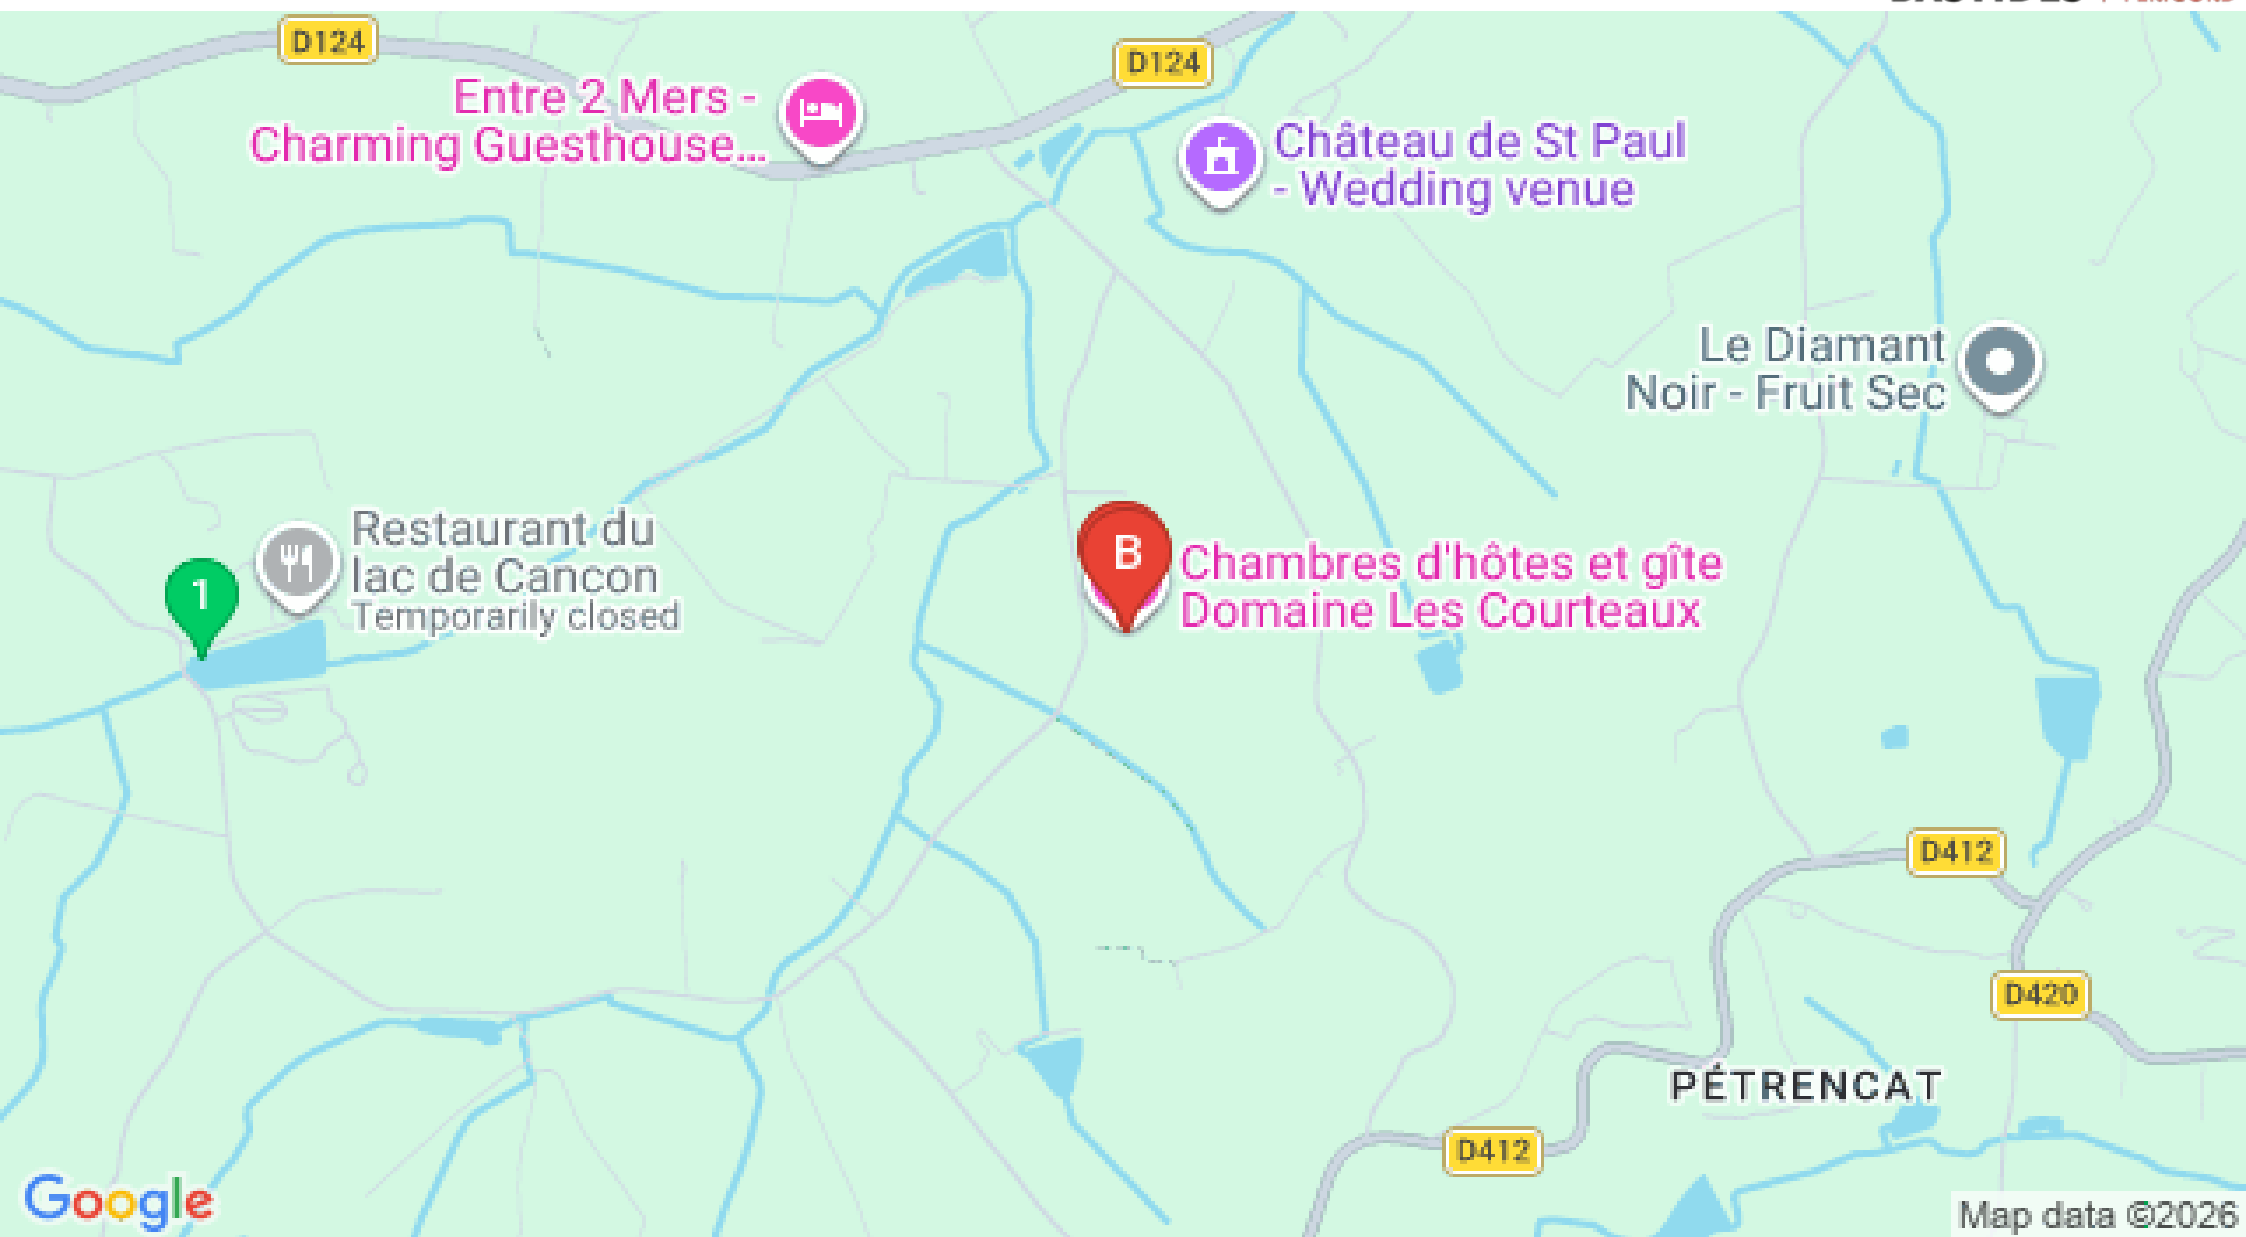 D124
D124
Entre 2 Mers -
Charming Guesthouse...
Château de St Paul
- Wedding venue
Le Diamant
Noir - Fruit Sec
Restaurant du
lac de Cancon
Temporarily closed
1
B
Chambres d'hôtes et gîte
Domaine Les Courteaux
D412
D420
PÉTRENCAT
D412
Google
Map data ©2026